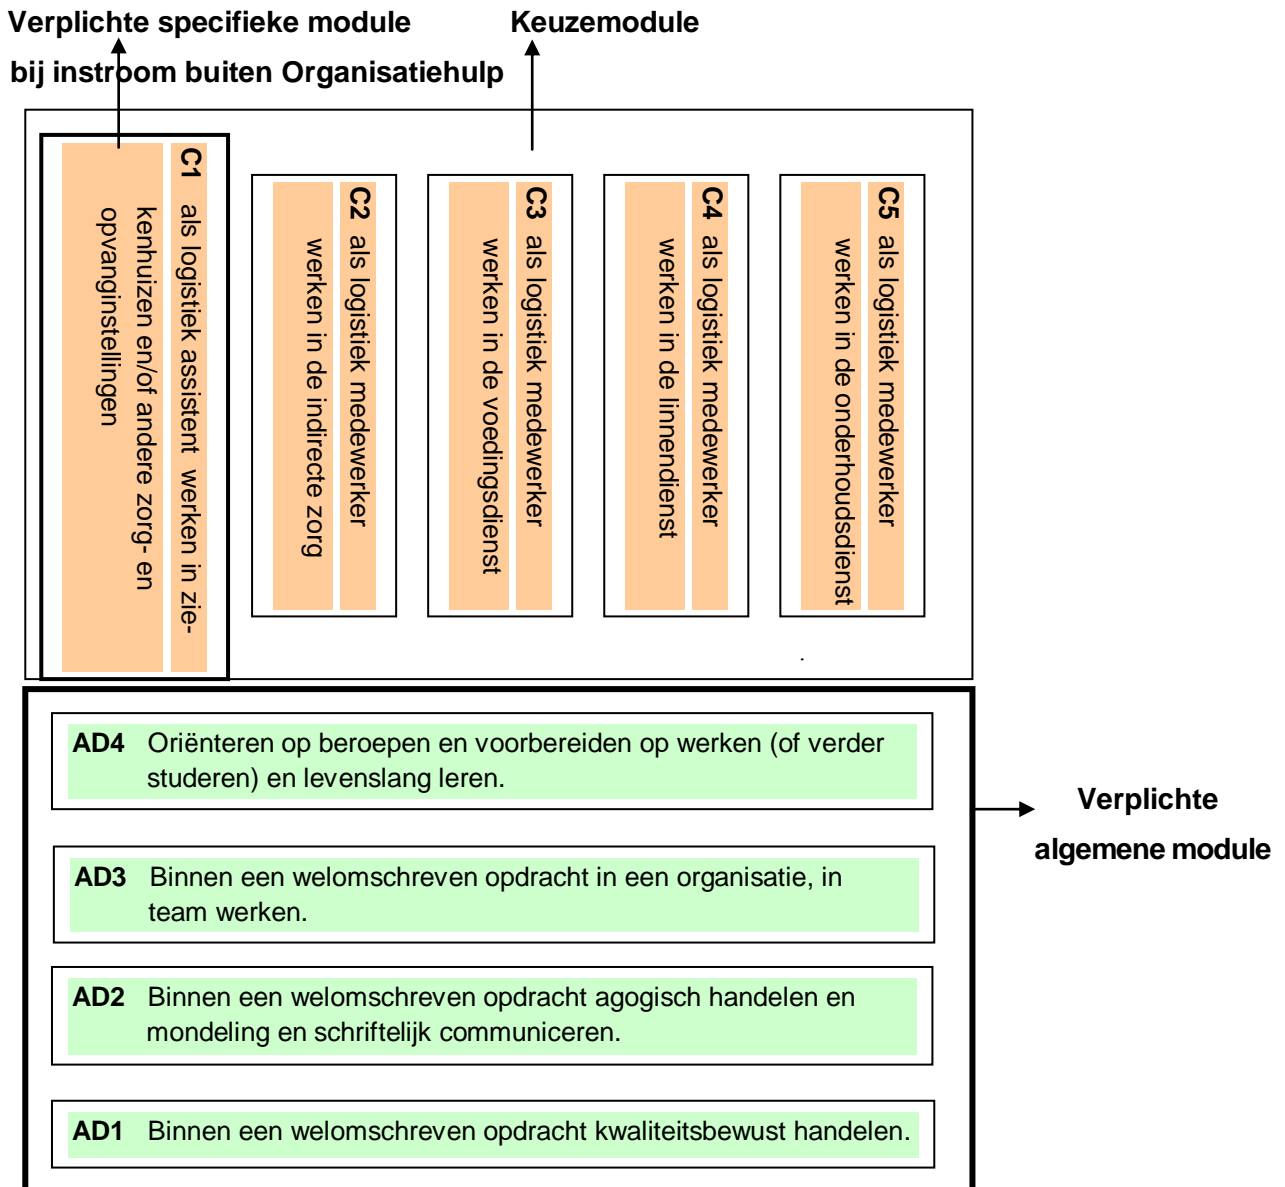 Verplichte specifieke module
bij instroom buiten Organisatiehulp
Keuzemodule
C1 als logistiek assistent werken in zie-
kenhuizen en/of andere zorg- en
opvanginstellingen
C2 als logistiek medewerker
werken in de indirecte zorg
C3 als logistiek medewerker
werken in de voedingsdienst
C4 als logistiek medewerker
werken in de linnendienst
C5 als logistiek medewerker
werken in de onderhoudsdienst
.
AD4 Oriënteren op beroepen en voorbereiden op werken (of verder
studeren) en levenslang leren.
AD3 Binnen een welomschreven opdracht in een organisatie, in
team werken.
AD2 Binnen een welomschreven opdracht agogisch handelen en
mondeling en schriftelijk communiceren.
AD1 Binnen een welomschreven opdracht kwaliteitsbewust handelen.
Verplichte
algemene module